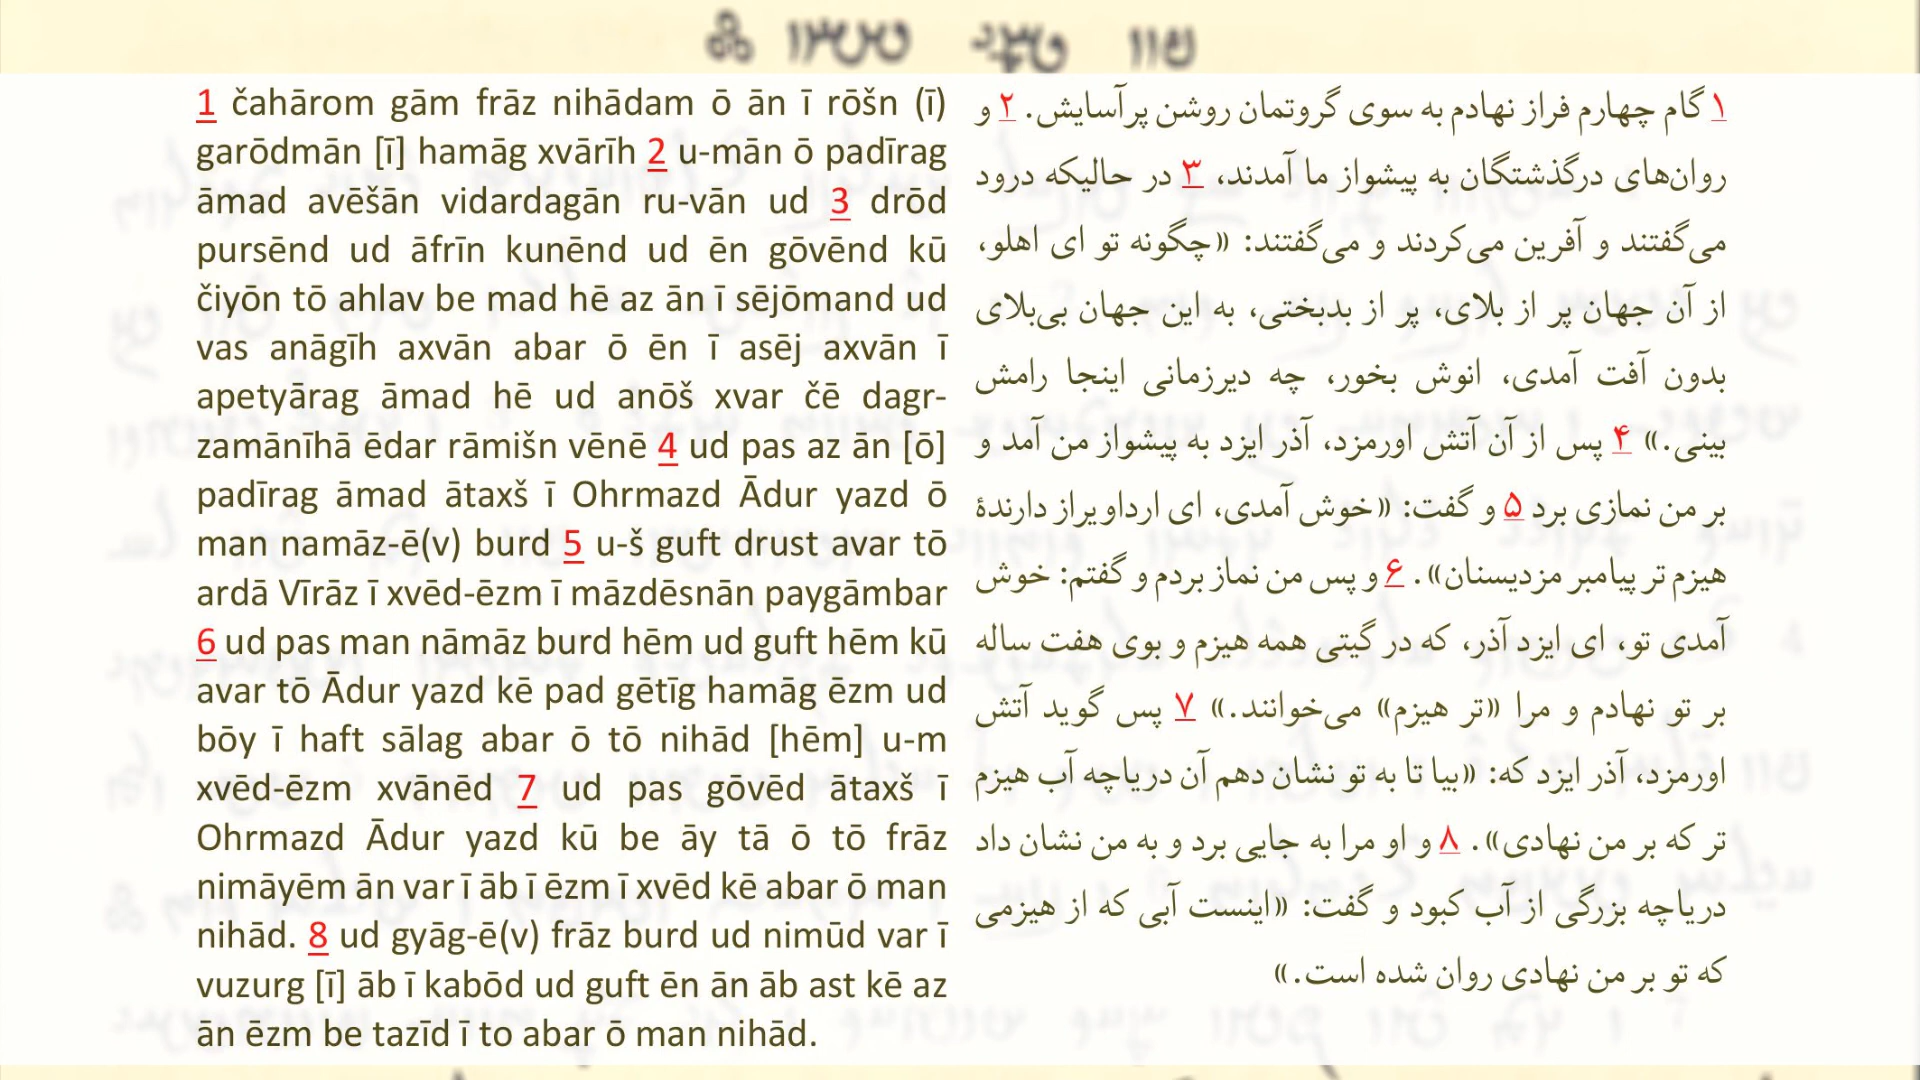 1 čahārom gām frāz nihādam ō ān ī rōšn (ī)
garōdmān [ī] hamāg xvārīh 2 u-mān ō padīrag
āmad avēšān vidardagān ru-vān ud 3 drōd
pursēnd ud āfrīn kunēnd ud ēn gōvēnd kū
čiyōn tō ahlav be mad hē az ān ī sējōmand ud
vas anāgīh axvān abar ō ēn ī asēj axvān ī
apetyārag āmad hē ud anōš xvar čē dagr-
zamānīhā ēdar rāmišn vēnē 4 ud pas az ān [ō]
padīrag āmad ātaxš ī Ohrmazd Ādur yazd ō
man namāz-ē(v) burd 5 u-š guft drust avar tō
ardā Vīrāz ī xvēd-ēzm ī māzdēsnān paygāmbar
6 ud pas man nāmāz burd hēm ud guft hēm kū
avar tō Ādur yazd kē pad gētīg hamāg ēzm ud
bōy ī haft sālag abar ō tō nihād [hēm] u-m
xvēd-ēzm xvānēd 7 ud pas gōvēd ātaxš ī
Ohrmazd Ādur yazd kū be āy tā ō tō frāz
nimāyēm ān var ī āb ī ēzm ī xvēd kē abar ō man
nihād. 8 ud gyāg-ē(v) frāz burd ud nimūd var ī
vuzurg [ī] āb ī kabōd ud guft ēn ān āb ast kē az
ān ēzm be tazīd ī to abar ō man nihād.
۱ گام چهارم فراز نهادم به سوی گروتمان روشن پرآسایش. ۲ و
روان‌های درگذشتگان به پیشواز ما آمدند، ۳ در حالیکه درود
می‌گفتند و آفرین می‌کردند و می‌گفتند: «چگونه تو ای اهلو،
از آن جهان پر از بلای، پر از بدبختی، به این جهان بی‌بلای
بدون آفت آمدی، انوش بخور، چه دیرزمانی اینجا رامش
بینی.» ۴ پس از آن آتش اورمزد، آذر ایزد به پیشواز من آمد و
بر من نمازی برد ۵ و گفت: «خوش آمدی، ای ارداویراز دارندهٔ
هیزم تر پیامبر مزدیسنان». ۶ و پس من نماز بردم و گفتم: خوش
آمدی تو، ای ایزد آذر، که در گیتی همه هیزم و بوی هفت ساله
بر تو نهادم و مرا «تر هیزم» می‌خوانند.» ۷ پس گوید آتش
اورمزد، آذر ایزد که: «بیا تا به تو نشان دهم آن دریاچه آب هیزم
تر که بر من نهادی». ۸ و او مرا به جایی برد و به من نشان داد
دریاچه بزرگی از آب کبود و گفت: «اینست آبی که از هیزمی
که تو بر من نهادی روان شده است.»